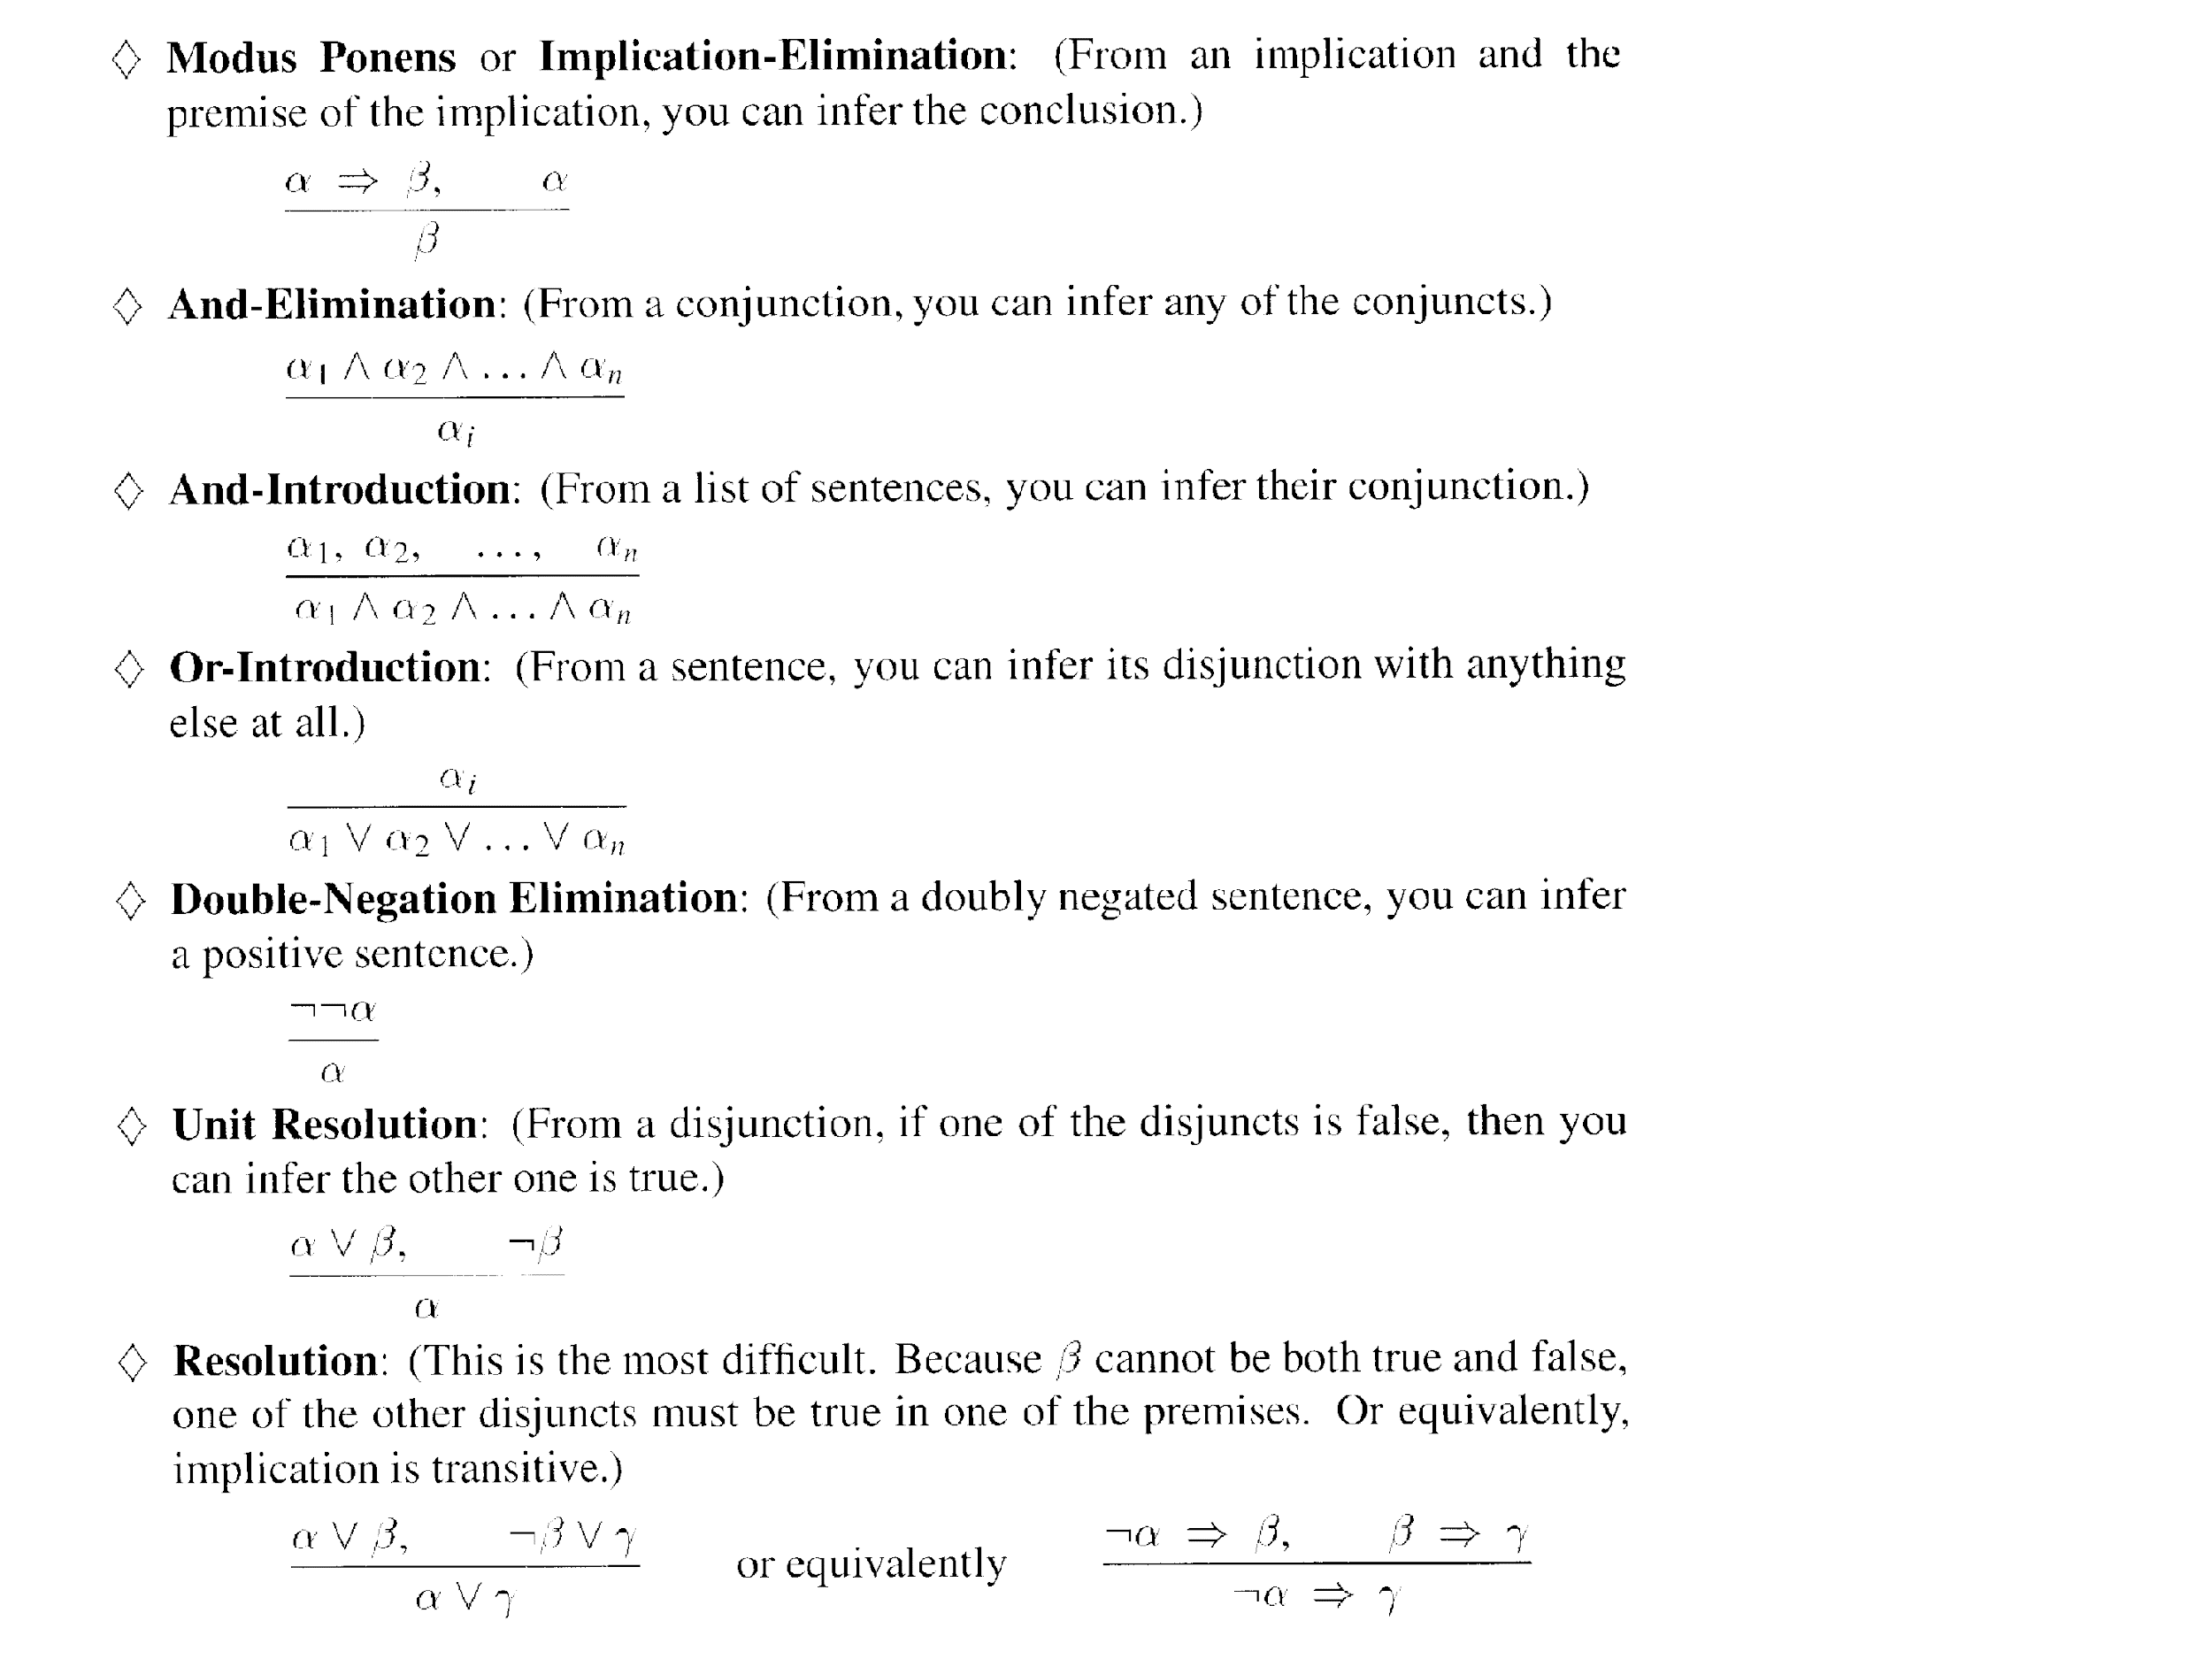 ◇ Modus Ponens or Implication-Elimination: (From an implication and the
premise of the implication, you can infer the conclusion.)
α ⇒ β, α
β
◇ And-Elimination: (From a conjunction, you can infer any of the conjuncts.)
α₁ ∧ α₂ ∧ ... ∧ αₙ
αᵢ
◇ And-Introduction: (From a list of sentences, you can infer their conjunction.)
α₁, α₂, ..., αₙ
α₁ ∧ α₂ ∧ ... ∧ αₙ
◇ Or-Introduction: (From a sentence, you can infer its disjunction with anything
else at all.)
αᵢ
α₁ ∨ α₂ ∨ ... ∨ αₙ
◇ Double-Negation Elimination: (From a doubly negated sentence, you can infer
a positive sentence.)
¬¬α
α
◇ Unit Resolution: (From a disjunction, if one of the disjuncts is false, then you
can infer the other one is true.)
α ∨ β, ¬β
α
◇ Resolution: (This is the most difficult. Because β cannot be both true and false,
one of the other disjuncts must be true in one of the premises. Or equivalently,
implication is transitive.)
α ∨ β, ¬β ∨ γ or equivalently ¬α ⇒ β, β ⇒ γ
α ∨ γ ¬α ⇒ γ